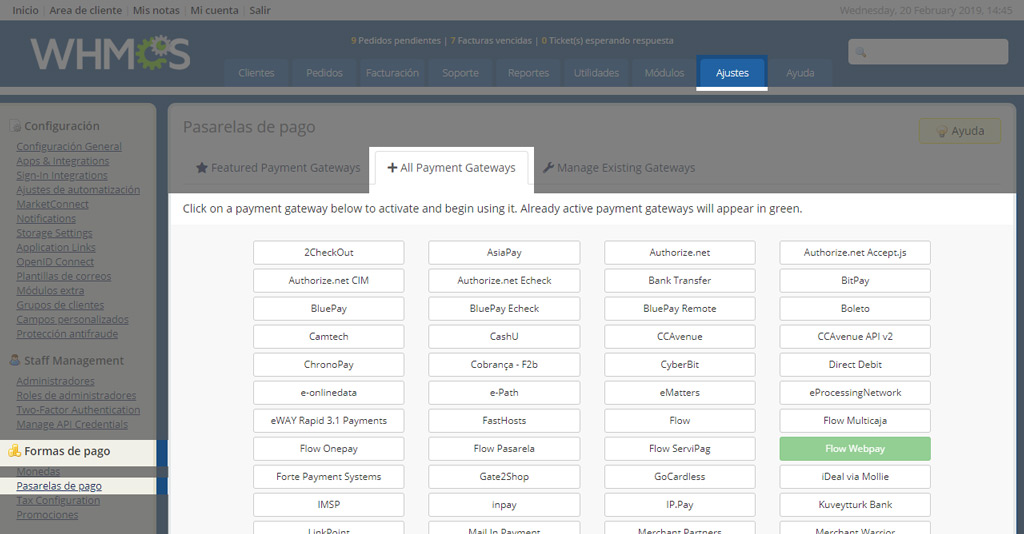 Inicio | Area de cliente | Mis notas | Mi cuenta | Salir
Wednesday, 20 February 2019, 14:45
WHMCS
9 Pedidos pendientes | 7 Facturas vencidas | 0 Ticket(s) esperando respuesta
Clientes Pedidos Facturación Soporte Reportes Utilidades Módulos Ajustes Ayuda
Configuración
Configuración General
Apps & Integrations
Sign-In Integrations
Ajustes de automatización
MarketConnect
Notifications
Storage Settings
Application Links
OpenID Connect
Plantillas de correos
Módulos extra
Grupos de clientes
Campos personalizados
Protección antifraude
Staff Management
Administradores
Roles de administradores
Two-Factor Authentication
Manage API Credentials
Formas de pago
Monedas
Pasarelas de pago
Tax Configuration
Promociones
Pasarelas de pago
Ayuda
Featured Payment Gateways All Payment Gateways Manage Existing Gateways
Click on a payment gateway below to activate and begin using it. Already active payment gateways will appear in green.
2CheckOut AsiaPay Authorize.net Authorize.net Accept.js
Authorize.net CIM Authorize.net Echeck Bank Transfer BitPay
BluePay BluePay Echeck BluePay Remote Boleto
Camtech CashU CCAvenue CCAvenue API v2
ChronoPay Cobrança - F2b CyberBit Direct Debit
e-onlinedata e-Path eMatters eProcessingNetwork
eWAY Rapid 3.1 Payments FastHosts Flow Flow Multicaja
Flow Onepay Flow Pasarela Flow ServiPag Flow Webpay
Forte Payment Systems Gate2Shop GoCardless iDeal via Mollie
IMSP inpay IP.Pay Kuveytturk Bank
LinkPoint Mail In Payment Merchant Partners Merchant Warrior